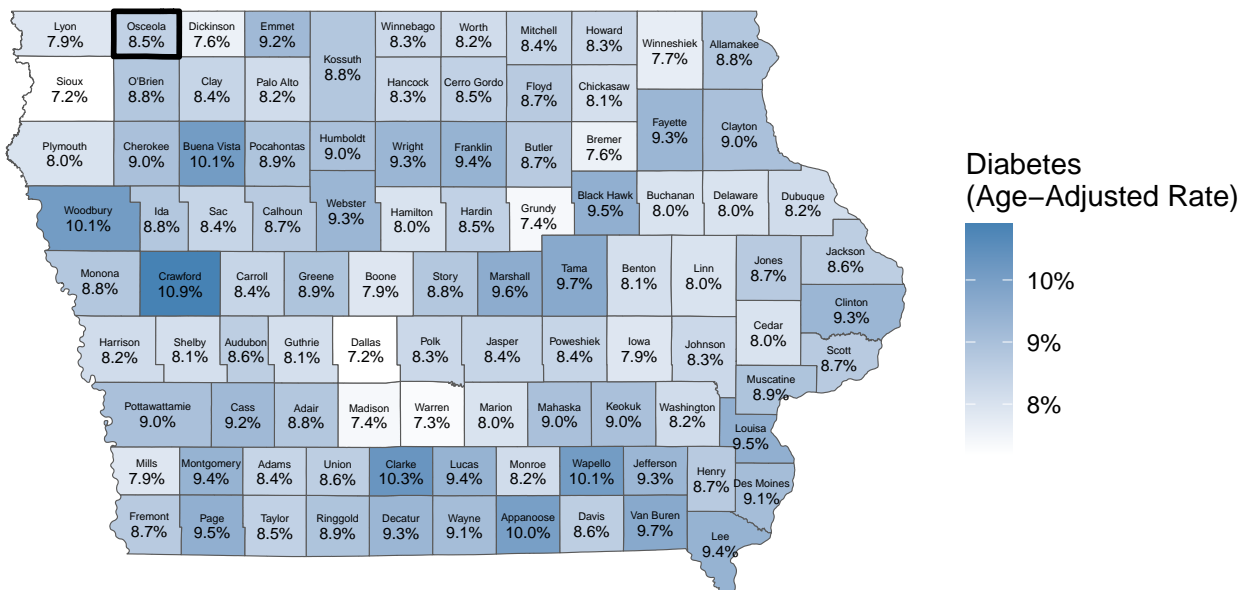 Lyon
7.9%
Osceola
8.5%
Dickinson
7.6%
Emmet
9.2%
Kossuth
8.8%
Winnebago
8.3%
Worth
8.2%
Mitchell
8.4%
Howard
8.3%
Winneshiek
7.7%
Allamakee
8.8%
Sioux
7.2%
O'Brien
8.8%
Clay
8.4%
Palo Alto
8.2%
Hancock
8.3%
Cerro Gordo
8.5%
Floyd
8.7%
Chickasaw
8.1%
Fayette
9.3%
Clayton
9.0%
Plymouth
8.0%
Cherokee
9.0%
Buena Vista
10.1%
Pocahontas
8.9%
Humboldt
9.0%
Wright
9.3%
Franklin
9.4%
Butler
8.7%
Bremer
7.6%
Woodbury
10.1%
Ida
8.8%
Sac
8.4%
Calhoun
8.7%
Webster
9.3%
Hamilton
8.0%
Hardin
8.5%
Grundy
7.4%
Black Hawk
9.5%
Buchanan
8.0%
Delaware
8.0%
Dubuque
8.2%
Monona
8.8%
Crawford
10.9%
Carroll
8.4%
Greene
8.9%
Boone
7.9%
Story
8.8%
Marshall
9.6%
Tama
9.7%
Benton
8.1%
Linn
8.0%
Jones
8.7%
Jackson
8.6%
Clinton
9.3%
Harrison
8.2%
Shelby
8.1%
Audubon
8.6%
Guthrie
8.1%
Dallas
7.2%
Polk
8.3%
Jasper
8.4%
Poweshiek
8.4%
Iowa
7.9%
Johnson
8.3%
Cedar
8.0%
Scott
8.7%
Muscatine
8.9%
Pottawattamie
9.0%
Cass
9.2%
Adair
8.8%
Madison
7.4%
Warren
7.3%
Marion
8.0%
Mahaska
9.0%
Keokuk
9.0%
Washington
8.2%
Louisa
9.5%
Mills
7.9%
Montgomery
9.4%
Adams
8.4%
Union
8.6%
Clarke
10.3%
Lucas
9.4%
Monroe
8.2%
Wapello
10.1%
Jefferson
9.3%
Henry
8.7%
Des Moines
9.1%
Fremont
8.7%
Page
9.5%
Taylor
8.5%
Ringgold
8.9%
Decatur
9.3%
Wayne
9.1%
Appanoose
10.0%
Davis
8.6%
Van Buren
9.7%
Lee
9.4%
Diabetes
(Age−Adjusted Rate)
10%
9%
8%